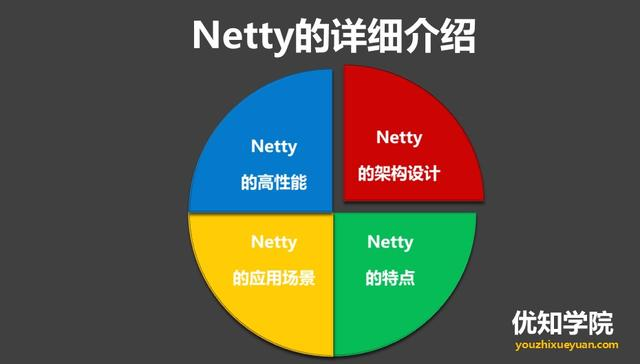 Netty的详细介绍
Netty
的高性能
Netty
的架构设计
Netty
的应用场景
Netty
的特点
优知学院
youzhixueyuan.com